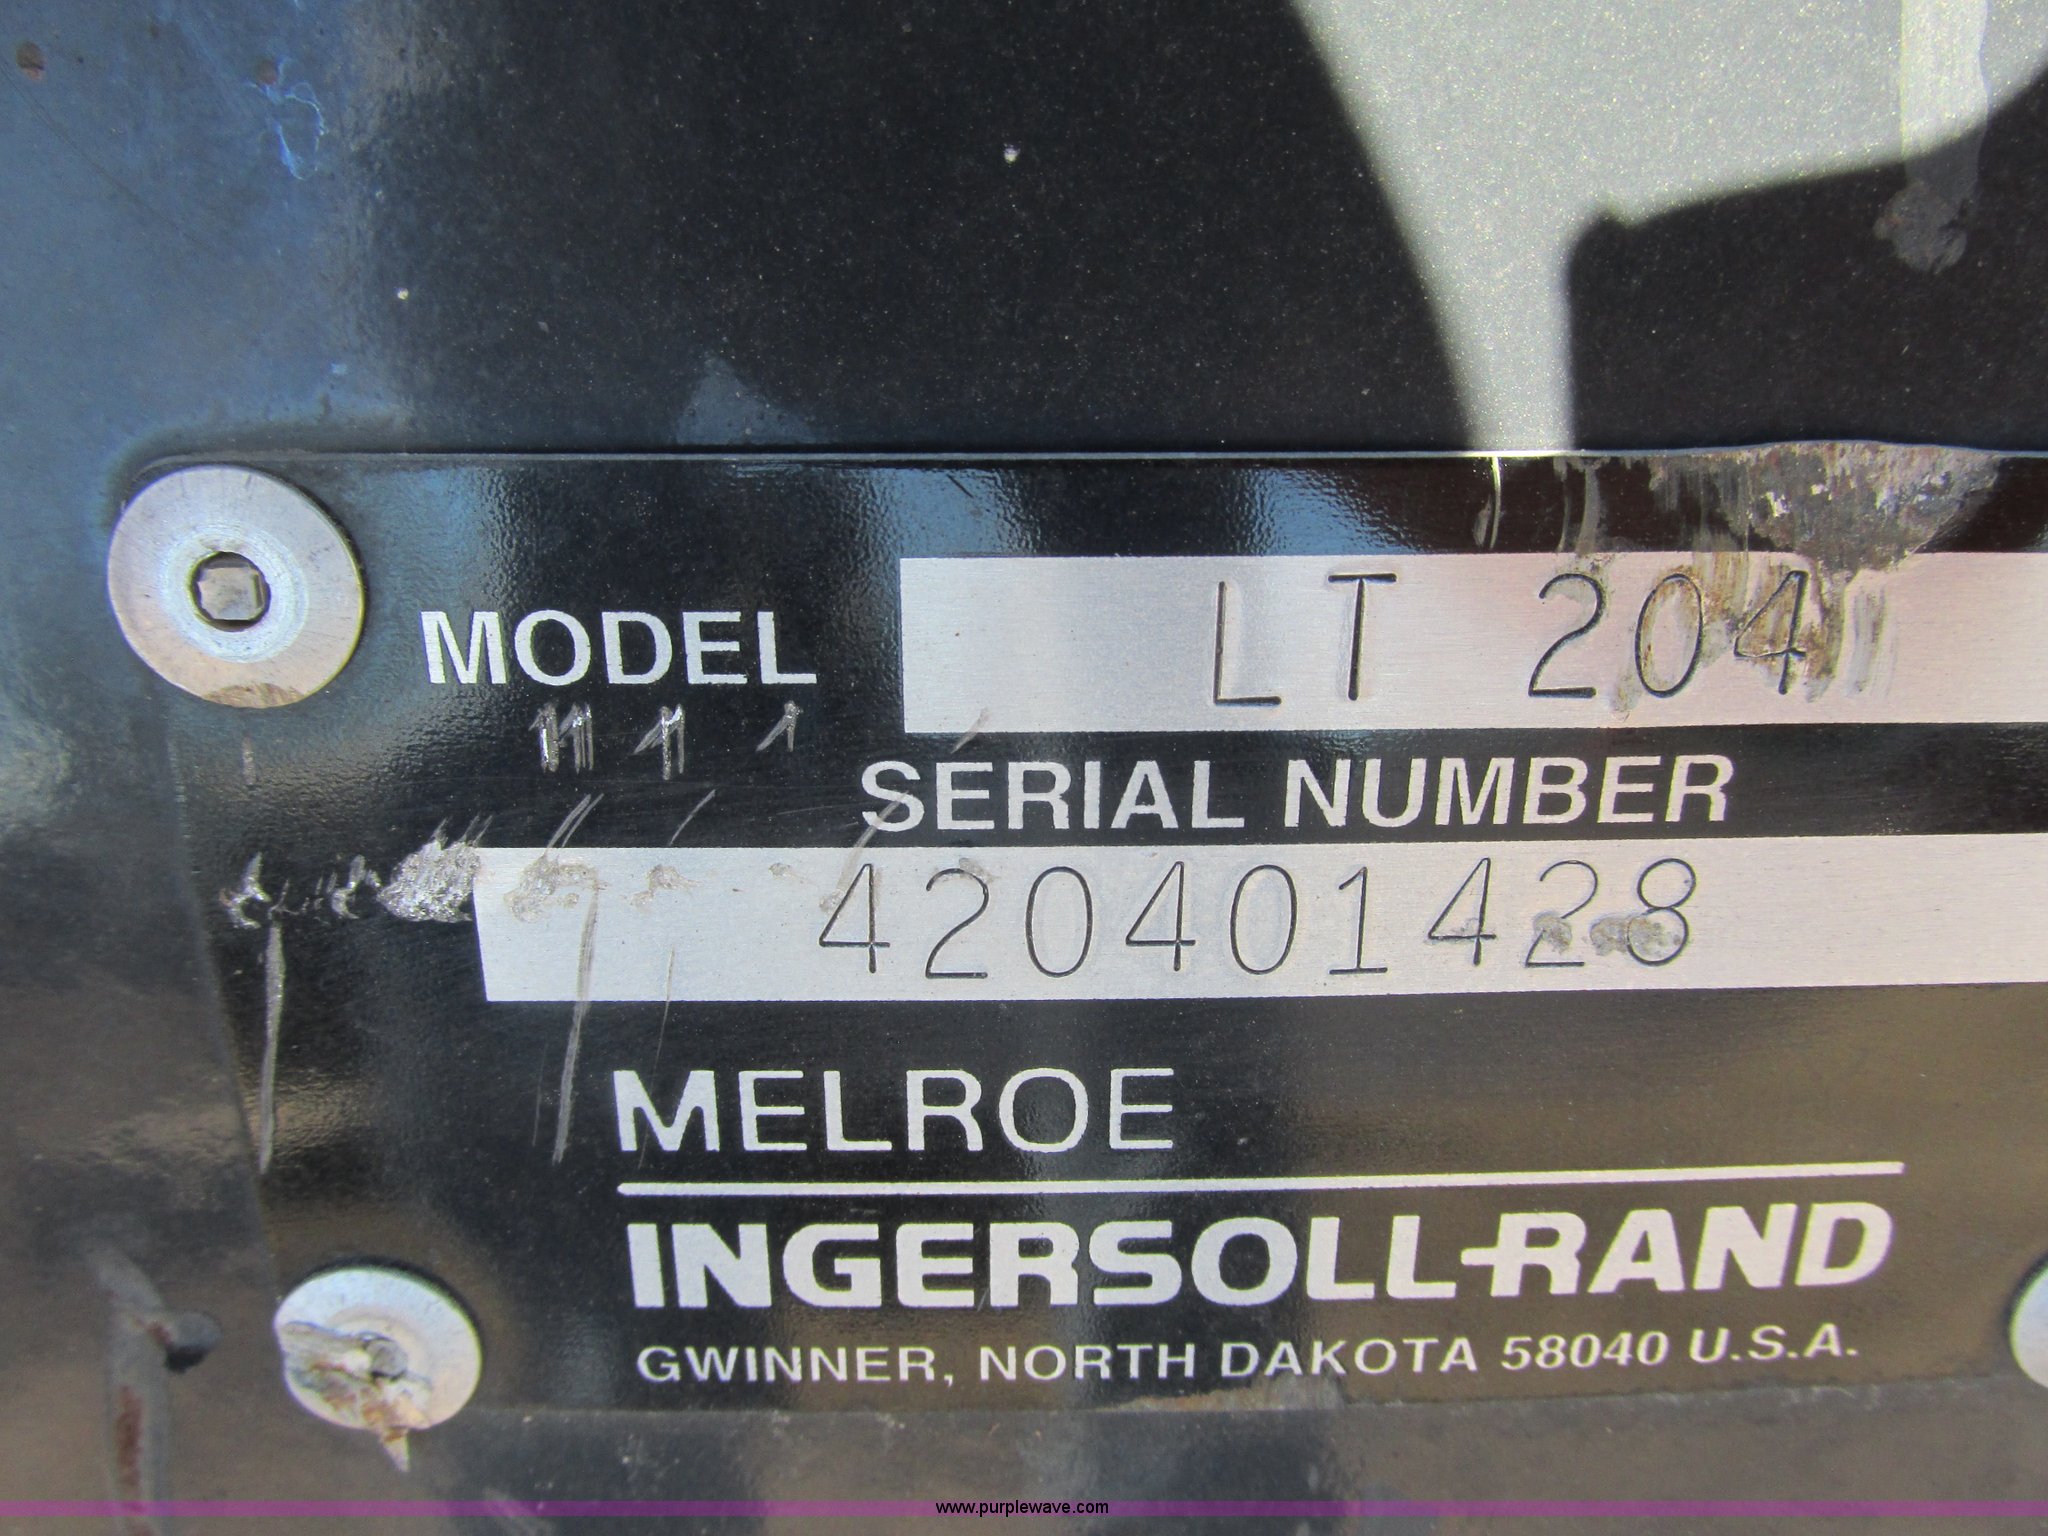 MODEL LT 204
SERIAL NUMBER
420401428
MELROE
INGERSOLL-RAND
GWINNER, NORTH DAKOTA 58040 U.S.A.
www.purplewave.com